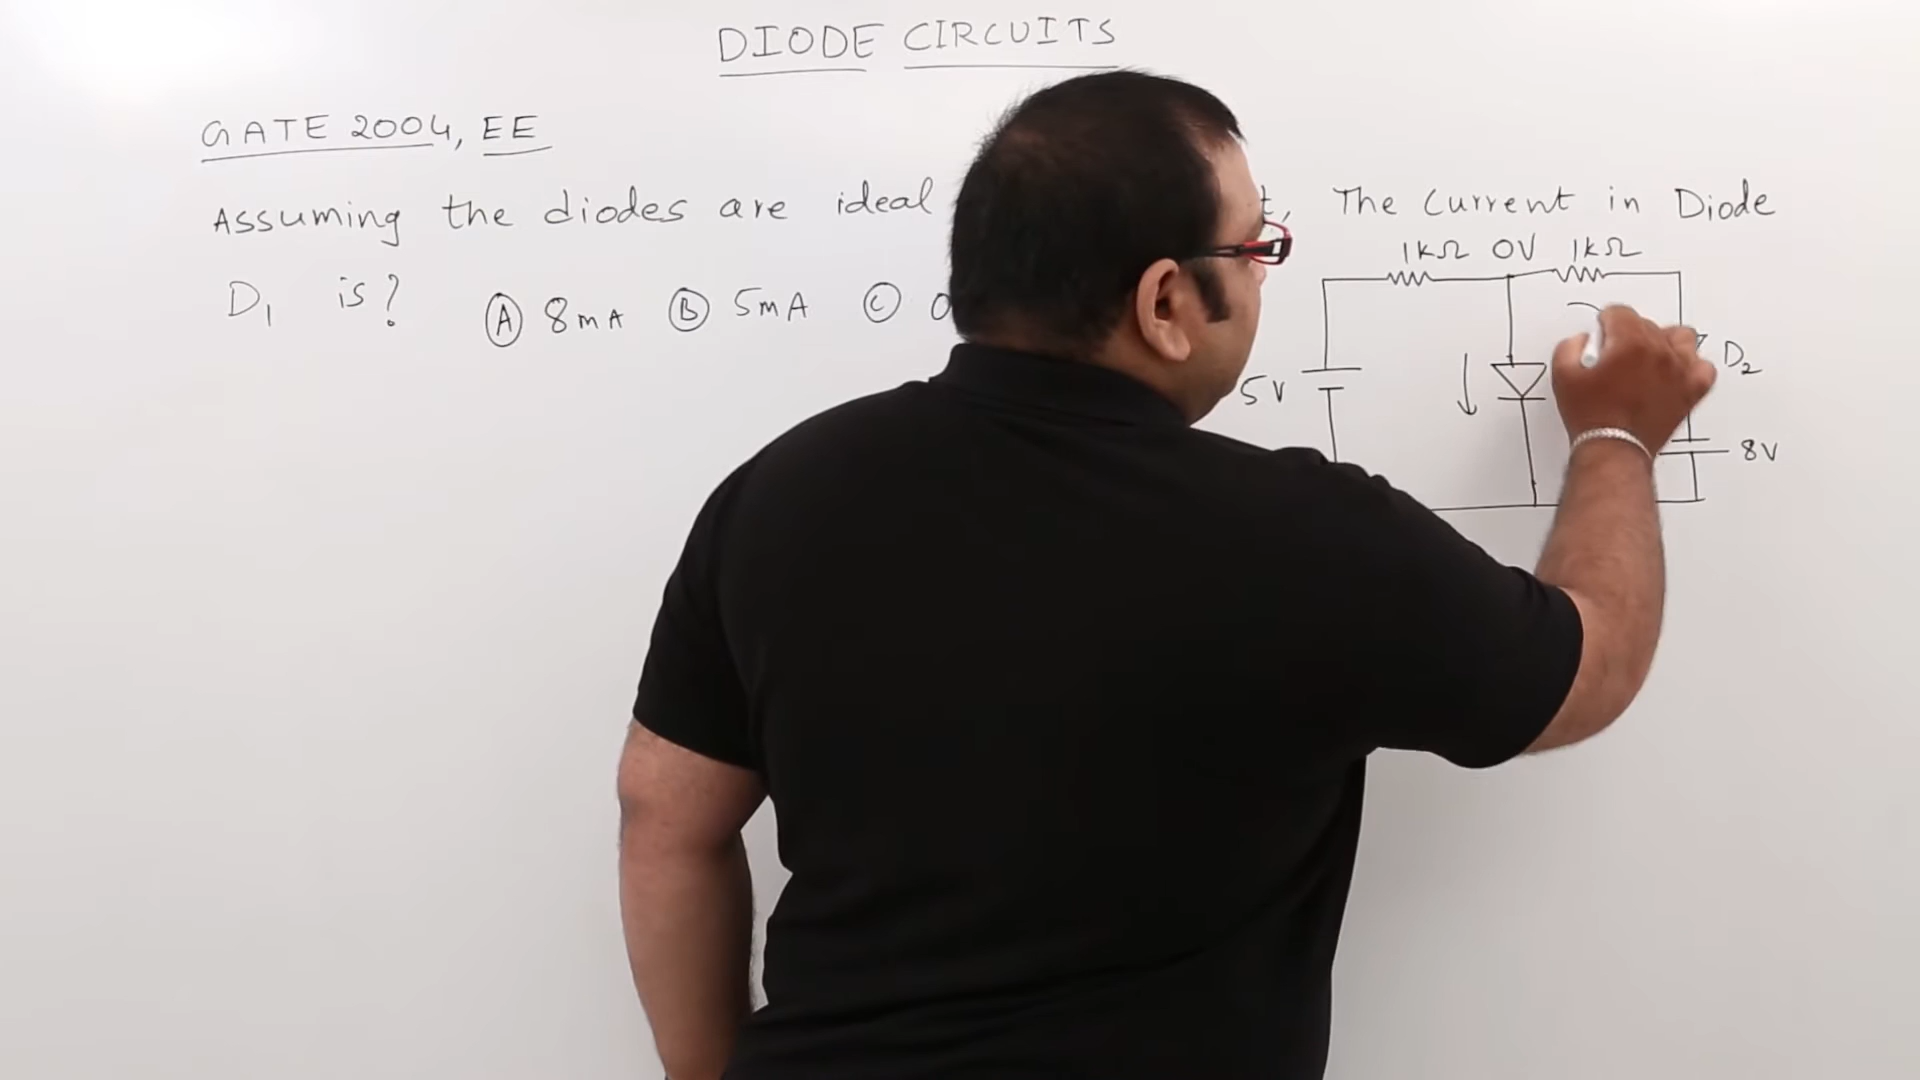 DIODE CIRCUITS
GATE 2004, EE
Assuming the diodes are ideal , The Current in Diode
D1 is? (A) 8mA (B) 5mA (C)
1kΩ 0V 1kΩ
D2
5V
8V